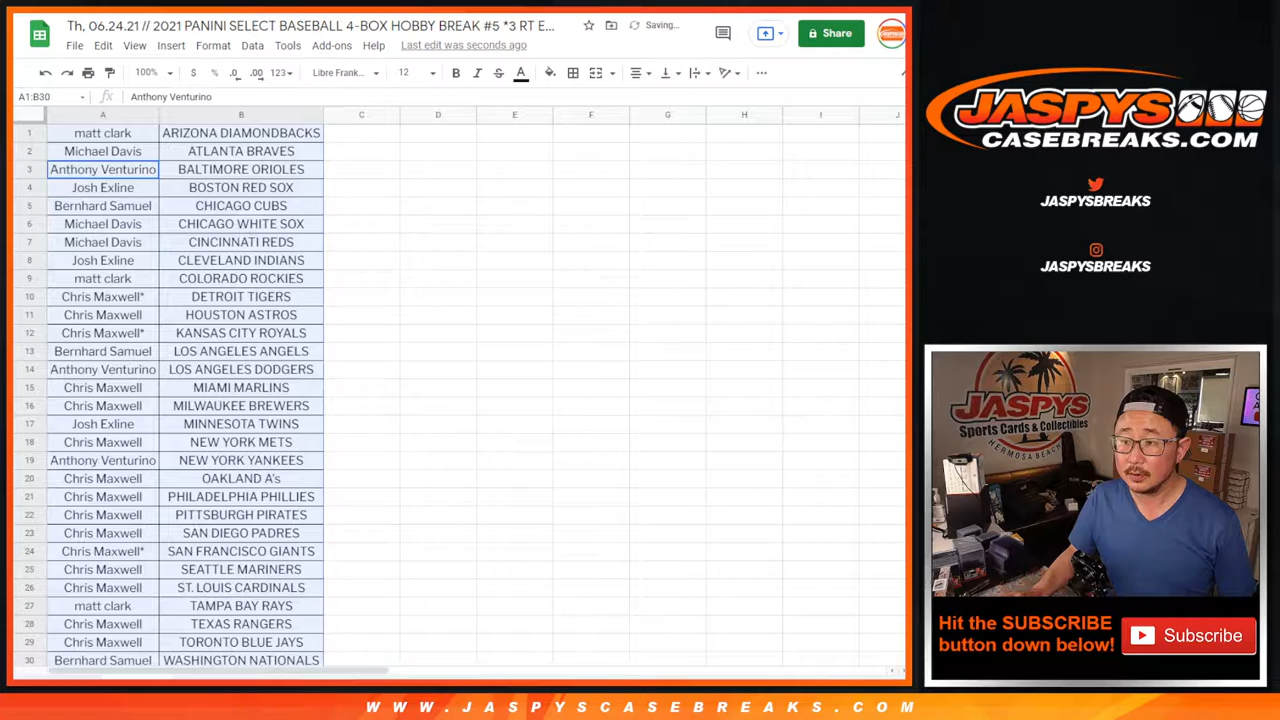 Th, 06.24.21 // 2021 PANINI SELECT BASEBALL 4-BOX HOBBY BREAK #5 *3 RT E...
Saving...
File Edit View Insert Format Data Tools Add-ons Help Last edit was seconds ago
Share
100% $ % .0 .00 123 Libre Frank... 12 B I S A
A1:B30 fx Anthony Venturino
A B C D E F G H I J
1 matt clark ARIZONA DIAMONDBACKS
2 Michael Davis ATLANTA BRAVES
3 Anthony Venturino BALTIMORE ORIOLES
4 Josh Exline BOSTON RED SOX
5 Bernhard Samuel CHICAGO CUBS
6 Michael Davis CHICAGO WHITE SOX
7 Michael Davis CINCINNATI REDS
8 Josh Exline CLEVELAND INDIANS
9 matt clark COLORADO ROCKIES
10 Chris Maxwell* DETROIT TIGERS
11 Chris Maxwell HOUSTON ASTROS
12 Chris Maxwell* KANSAS CITY ROYALS
13 Bernhard Samuel LOS ANGELES ANGELS
14 Anthony Venturino LOS ANGELES DODGERS
15 Chris Maxwell MIAMI MARLINS
16 Chris Maxwell MILWAUKEE BREWERS
17 Josh Exline MINNESOTA TWINS
18 Chris Maxwell NEW YORK METS
19 Anthony Venturino NEW YORK YANKEES
20 Chris Maxwell OAKLAND A's
21 Chris Maxwell PHILADELPHIA PHILLIES
22 Chris Maxwell PITTSBURGH PIRATES
23 Chris Maxwell SAN DIEGO PADRES
24 Chris Maxwell* SAN FRANCISCO GIANTS
25 Chris Maxwell SEATTLE MARINERS
26 Chris Maxwell ST. LOUIS CARDINALS
27 matt clark TAMPA BAY RAYS
28 Chris Maxwell TEXAS RANGERS
29 Chris Maxwell TORONTO BLUE JAYS
30 Bernhard Samuel WASHINGTON NATIONALS
JASPYS
CASEBREAKS.COM
JASPYSBREAKS
JASPYSBREAKS
JASPYS
Sports Cards & Collectibles
HERMOSA BEACH
Hit the SUBSCRIBE
button down below!
Subscribe
WWW.JASPYSCASEBREAKS.COM